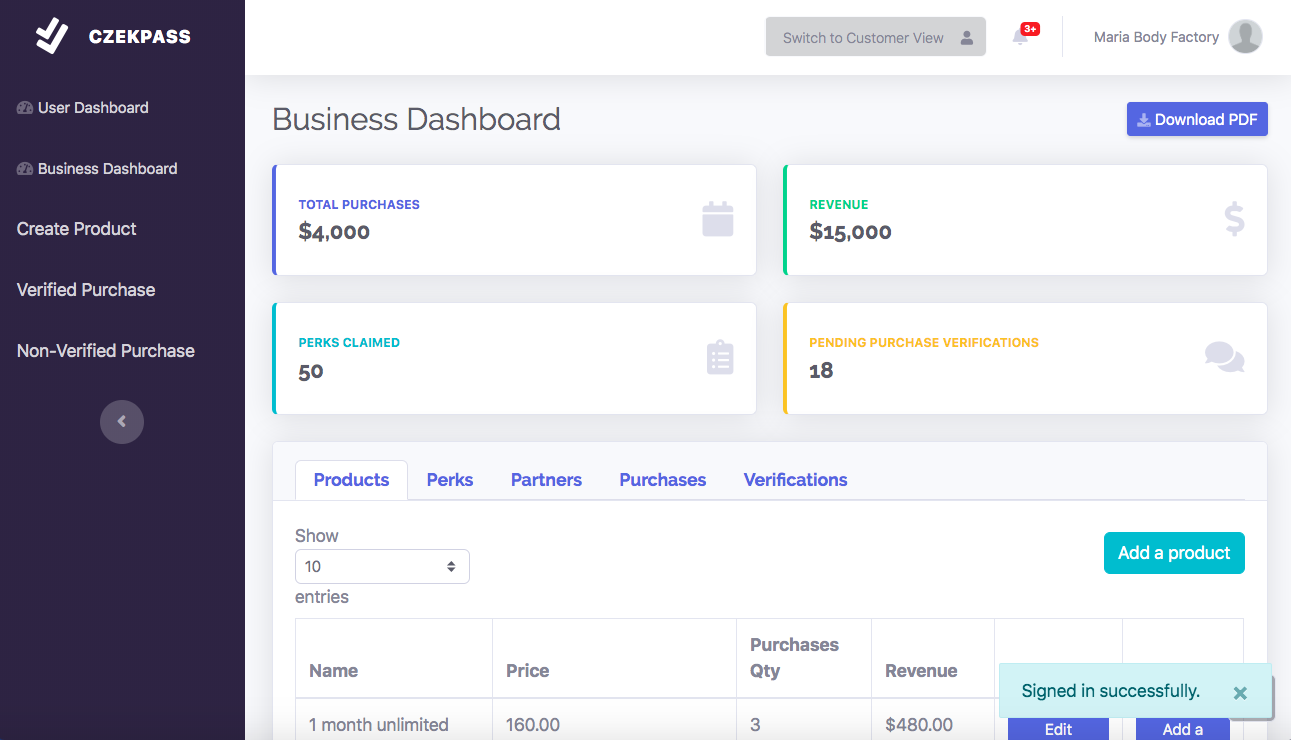 CZEKPASS
Switch to Customer View
3+
Maria Body Factory
User Dashboard
Business Dashboard
Create Product
Verified Purchase
Non-Verified Purchase
Business Dashboard
Download PDF
TOTAL PURCHASES
$4,000
REVENUE
$15,000
PERKS CLAIMED
50
PENDING PURCHASE VERIFICATIONS
18
Products Perks Partners Purchases Verifications
Show
10
entries
Add a product
Name Price Purchases Qty Revenue
1 month unlimited 160.00 3 $480.00
Signed in successfully. ×
Edit Add a